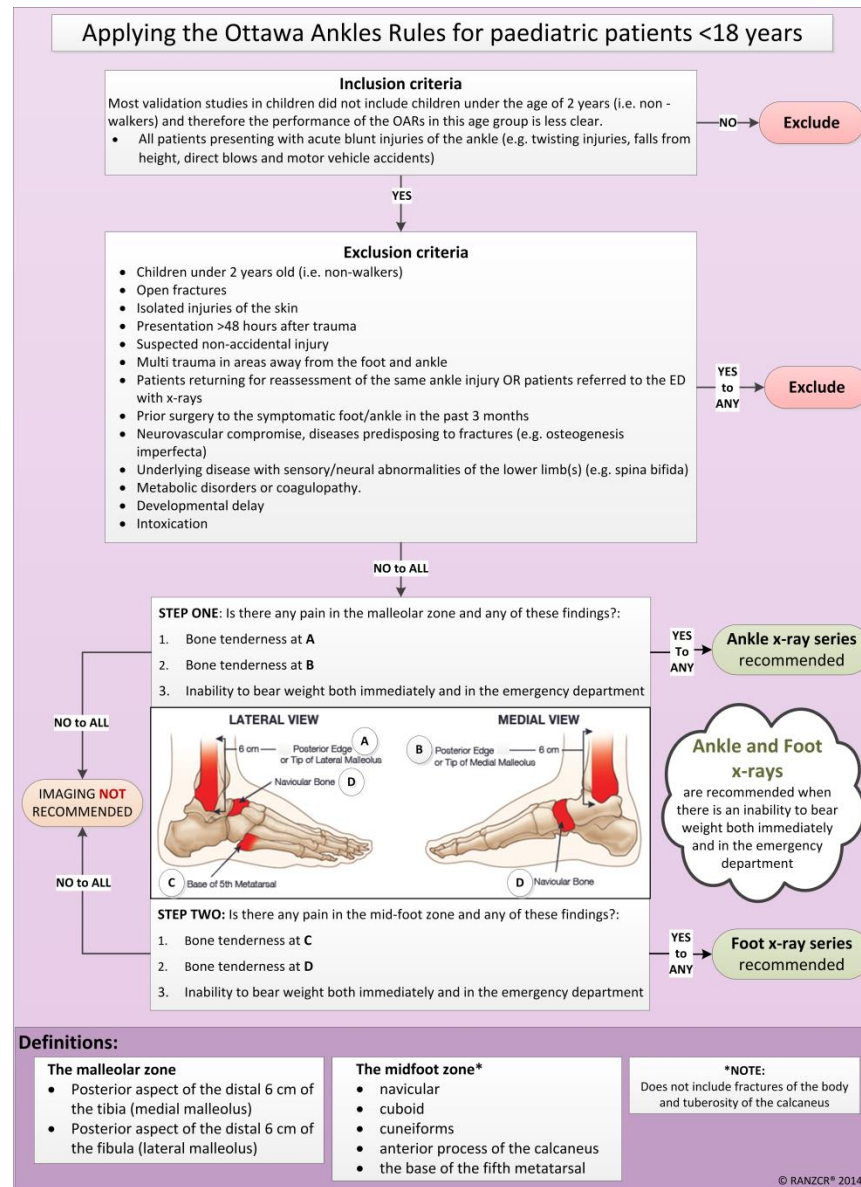 Applying the Ottawa Ankles Rules for paediatric patients <18 years
Inclusion criteria
Most validation studies in children did not include children under the age of 2 years (i.e. non -
walkers) and therefore the performance of the OARs in this age group is less clear.
• All patients presenting with acute blunt injuries of the ankle (e.g. twisting injuries, falls from
height, direct blows and motor vehicle accidents)
NO
Exclude
YES
Exclusion criteria
• Children under 2 years old (i.e. non-walkers)
• Open fractures
• Isolated injuries of the skin
• Presentation >48 hours after trauma
• Suspected non-accidental injury
• Multi trauma in areas away from the foot and ankle
• Patients returning for reassessment of the same ankle injury OR patients referred to the ED
with x-rays
• Prior surgery to the symptomatic foot/ankle in the past 3 months
• Neurovascular compromise, diseases predisposing to fractures (e.g. osteogenesis
imperfecta)
• Underlying disease with sensory/neural abnormalities of the lower limb(s) (e.g. spina bifida)
• Metabolic disorders or coagulopathy.
• Developmental delay
• Intoxication
YES
to
ANY
Exclude
NO to ALL
STEP ONE: Is there any pain in the malleolar zone and any of these findings?:
1. Bone tenderness at A
2. Bone tenderness at B
3. Inability to bear weight both immediately and in the emergency department
YES
To
ANY
Ankle x-ray series
recommended
NO to ALL
IMAGING NOT
RECOMMENDED
NO to ALL
LATERAL VIEW
6 cm
Posterior Edge
or Tip of Lateral Malleolus
A
Navicular Bone
D
C
Base of 5th Metatarsal
MEDIAL VIEW
B
Posterior Edge
or Tip of Medial Malleolus
6 cm
D
Navicular Bone
Ankle and Foot
x-rays
are recommended when
there is an inability to bear
weight both immediately
and in the emergency
department
STEP TWO: Is there any pain in the mid-foot zone and any of these findings?:
1. Bone tenderness at C
2. Bone tenderness at D
3. Inability to bear weight both immediately and in the emergency department
YES
to
ANY
Foot x-ray series
recommended
Definitions:
The malleolar zone
• Posterior aspect of the distal 6 cm of
the tibia (medial malleolus)
• Posterior aspect of the distal 6 cm of
the fibula (lateral malleolus)
The midfoot zone*
• navicular
• cuboid
• cuneiforms
• anterior process of the calcaneus
• the base of the fifth metatarsal
*NOTE:
Does not include fractures of the body
and tuberosity of the calcaneus
© RANZCR® 2014